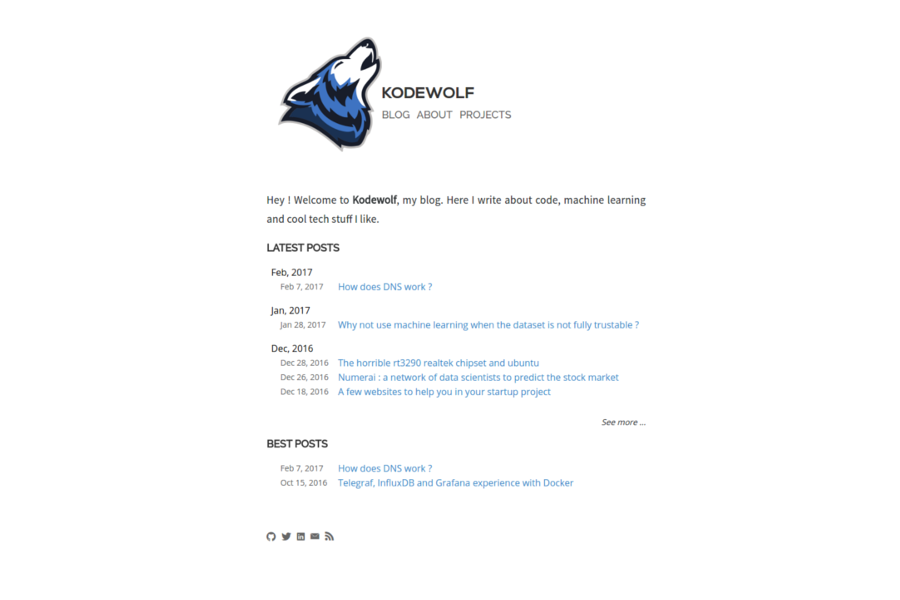 KODEWOLF
BLOG ABOUT PROJECTS
Hey ! Welcome to Kodewolf, my blog. Here I write about code, machine learning
and cool tech stuff I like.
LATEST POSTS
Feb, 2017
Feb 7, 2017 How does DNS work ?
Jan, 2017
Jan 28, 2017 Why not use machine learning when the dataset is not fully trustable ?
Dec, 2016
Dec 28, 2016 The horrible rt3290 realtek chipset and ubuntu
Dec 26, 2016 Numerai : a network of data scientists to predict the stock market
Dec 18, 2016 A few websites to help you in your startup project
See more ...
BEST POSTS
Feb 7, 2017 How does DNS work ?
Oct 15, 2016 Telegraf, InfluxDB and Grafana experience with Docker